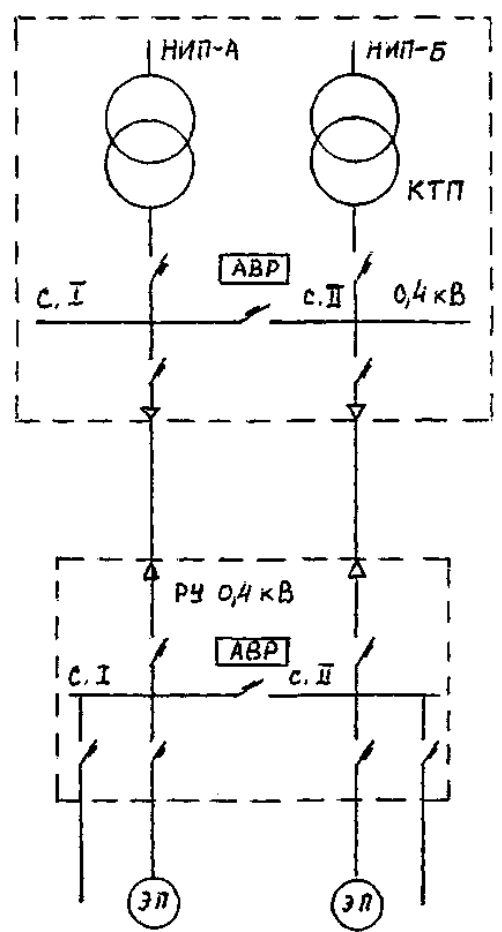 НИП-А
НИП-Б
КТП
АВР
С. I
с. II
0,4 кВ
РУ 0,4 кВ
АВР
С. I
с. II
ЭП
ЭП